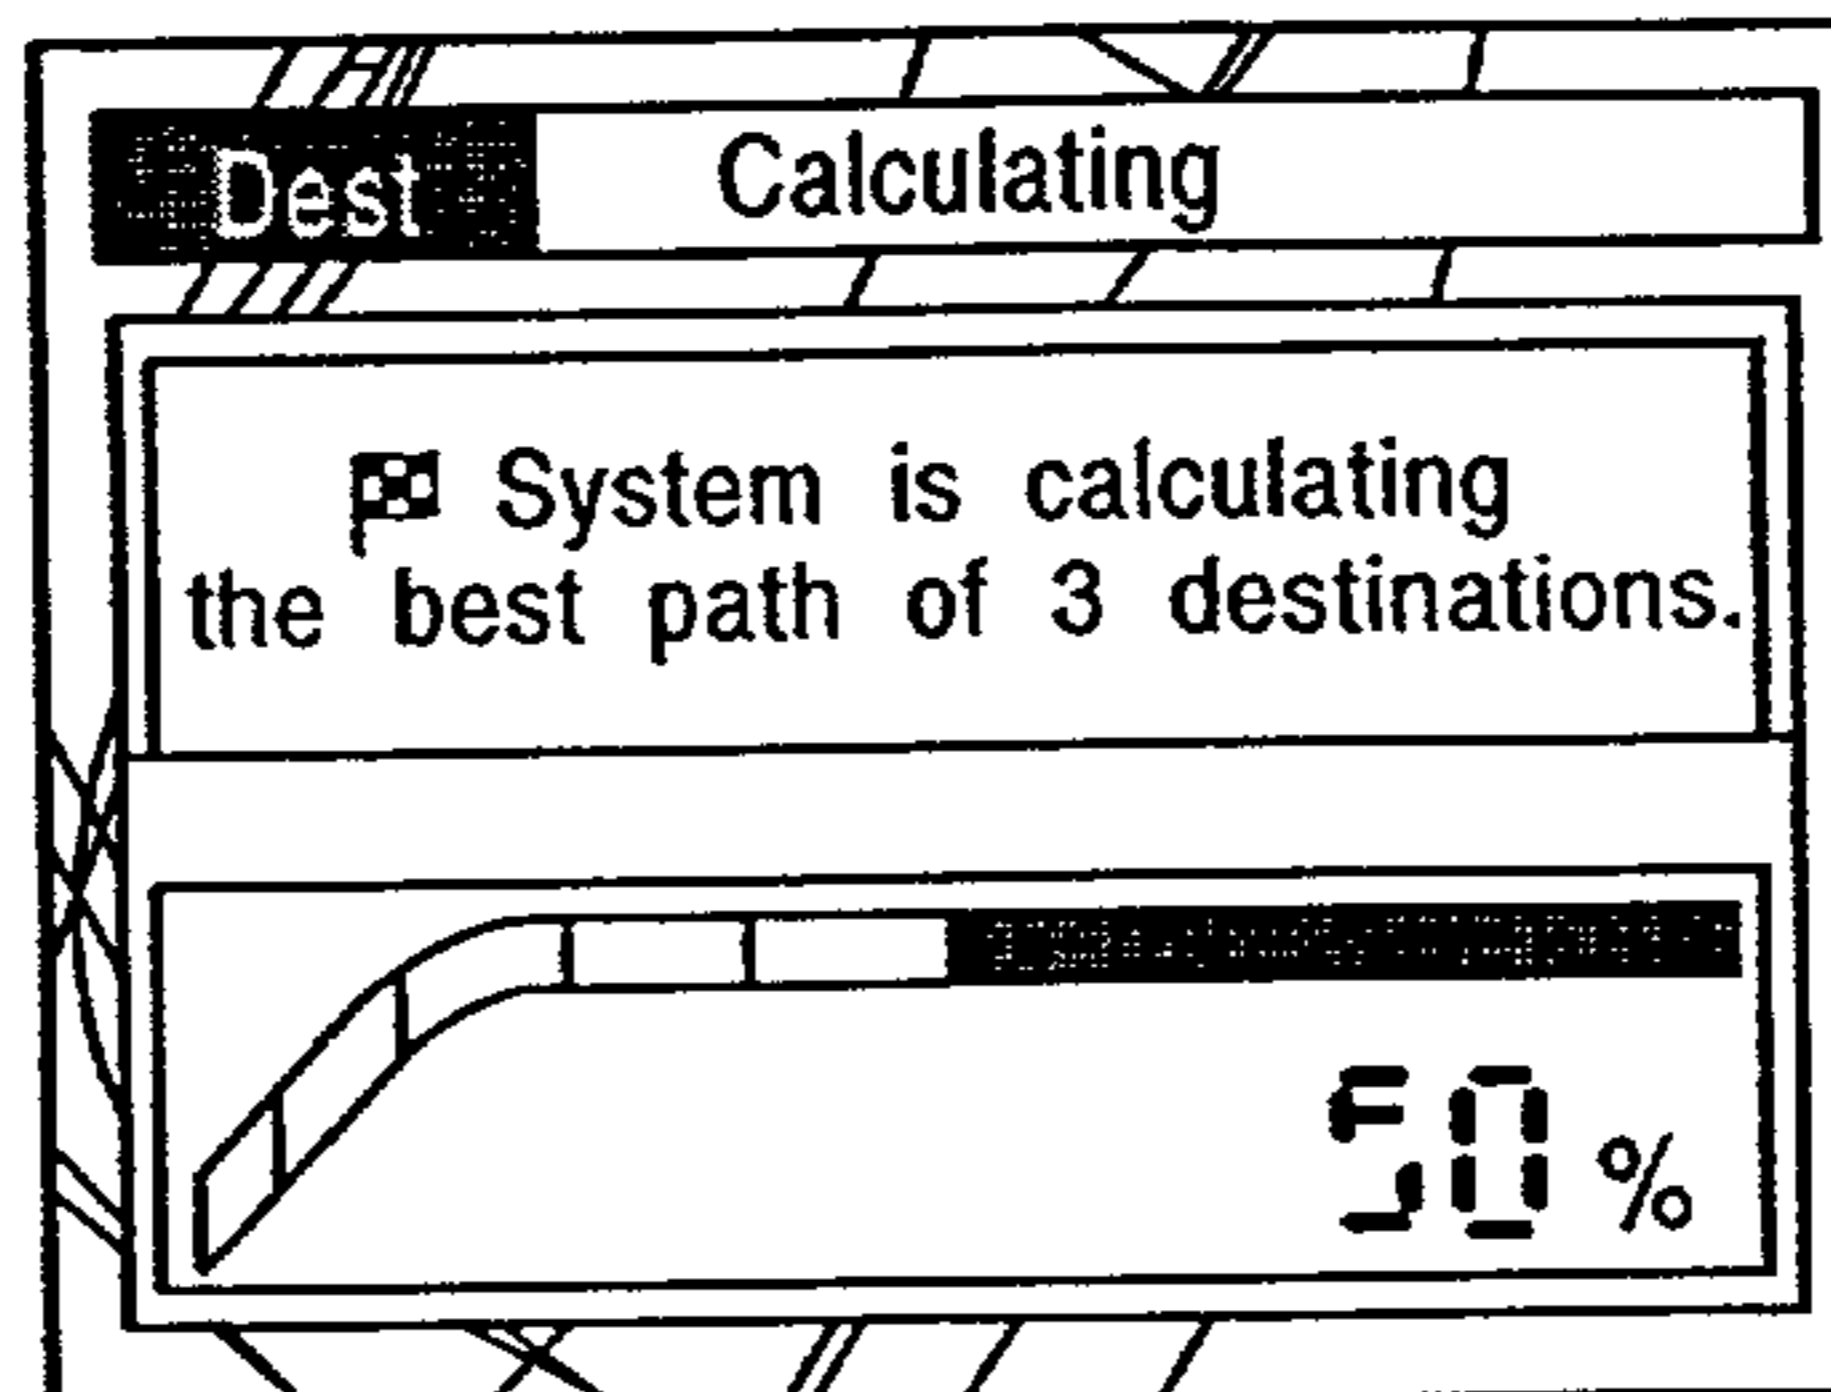 Dest Calculating
System is calculating
the best path of 3 destinations.
50 %